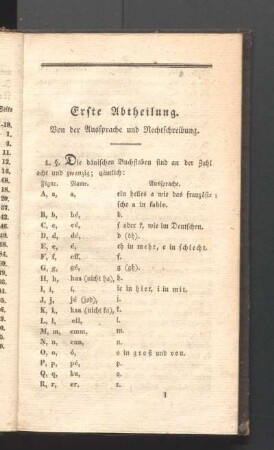 Erste Abtheilung.
Von der Aussprache und Rechtschreibung.
1. §. Die dänischen Buchstaben sind an der Zahl
acht und zwanzig; nämlich:
Figur. Name. Aussprache.
A, a, a, ein helles a wie das französi-
sche a in sable.
B, b, bé, b.
C, c, cé, s oder k, wie im Deutschen.
D, d, dé, d (dh).
E, e, é, eh in mehr, e in schlecht.
F, f, eff, f.
G, g, gé, g (gh).
H, h, haa (nicht ha), h.
I, i, i, ie in hier, i in mit.
J, j, jé (jod), j.
K, k, kaa (nicht ka), k.
L, l, ell, l.
M, m, emm, m.
N, n, enn, n.
O, o, ó, o in groß und von.
P, p, pé, p.
Q, q, ku, q.
R, r, er, r.
1